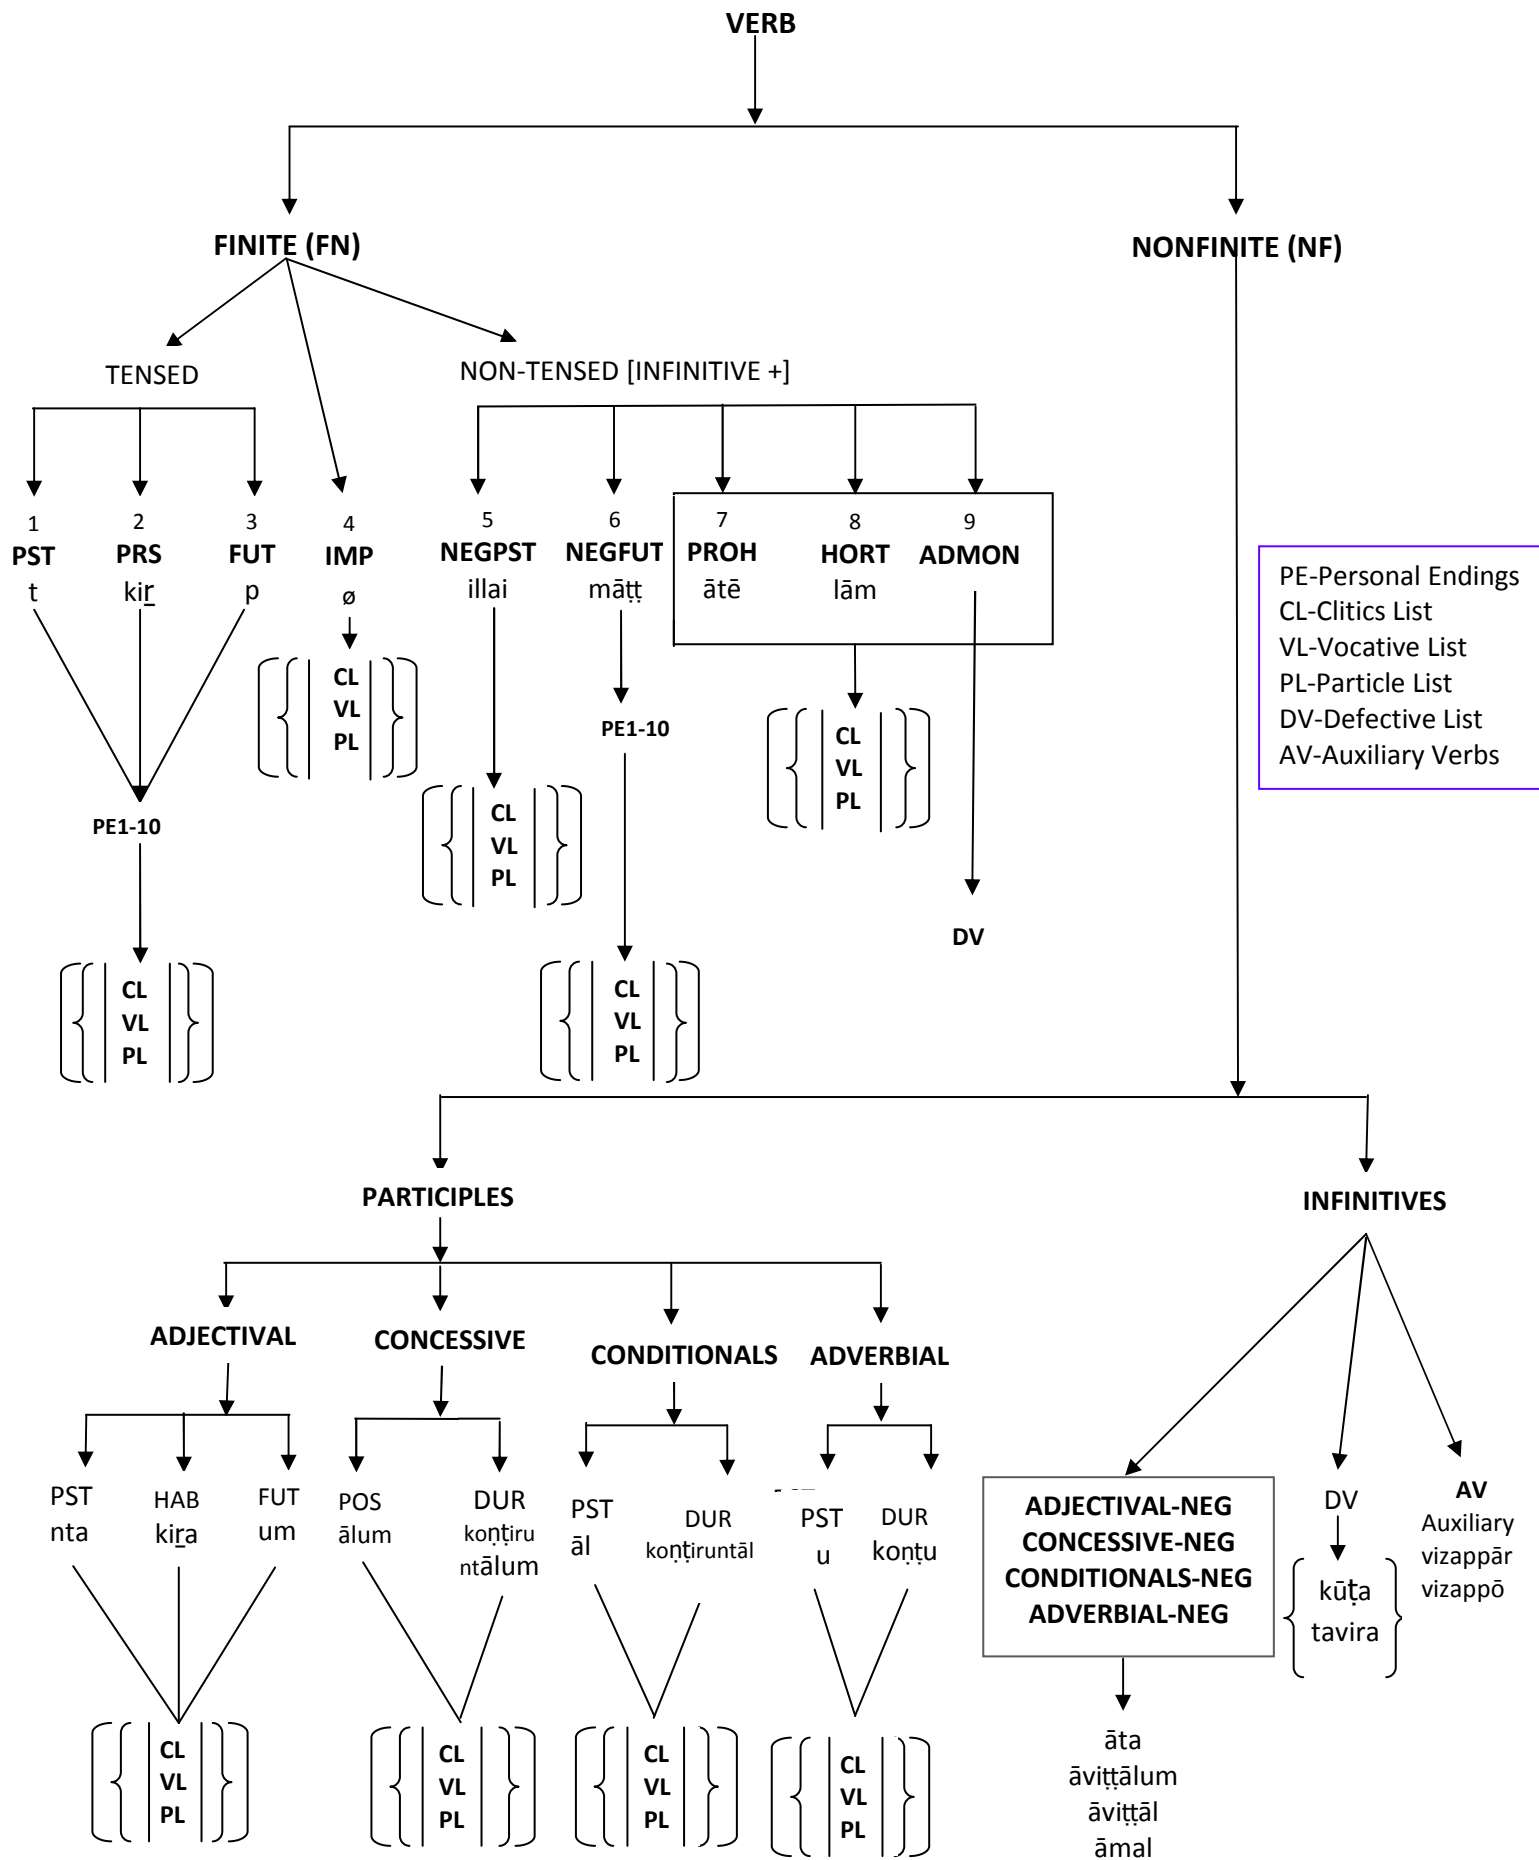 VERB
FINITE (FN)
NONFINITE (NF)
TENSED
NON-TENSED [INFINITIVE +]
1
PST
t
2
PRS
kiṟ
3
FUT
p
4
IMP
ø
5
NEGPST
illai
6
NEGFUT
māṭṭ
7
PROH
ātē
8
HORT
lām
9
ADMON
PE-Personal Endings
CL-Clitics List
VL-Vocative List
PL-Particle List
DV-Defective List
AV-Auxiliary Verbs
CL
VL
PL
PE1-10
CL
VL
PL
PE1-10
CL
VL
PL
DV
CL
VL
PL
CL
VL
PL
PARTICIPLES
INFINITIVES
ADJECTIVAL
CONCESSIVE
CONDITIONALS
ADVERBIAL
PST
nta
HAB
kiṟa
FUT
um
POS
ālum
DUR
koṇṭiru
ntālum
PST
āl
DUR
koṇṭiruntāl
PST
u
DUR
koṇṭu
ADJECTIVAL-NEG
CONCESSIVE-NEG
CONDITIONALS-NEG
ADVERBIAL-NEG
DV
kūṭa
tavira
AV
Auxiliary
vizappār
vizappō
CL
VL
PL
CL
VL
PL
CL
VL
PL
CL
VL
PL
āta
āviṭṭālum
āviṭṭāl
āmal